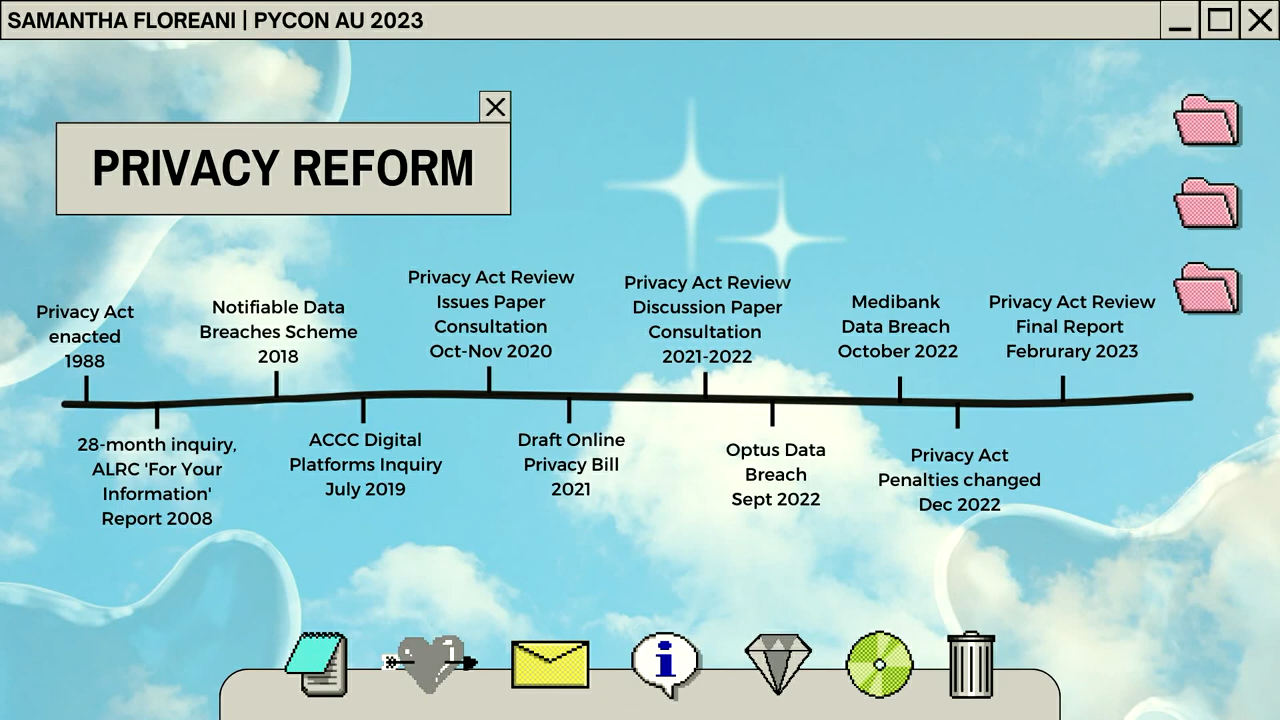 SAMANTHA FLOREANI | PYCON AU 2023
PRIVACY REFORM
Privacy Act
enacted
1988
28-month inquiry,
ALRC 'For Your
Information'
Report 2008
Notifiable Data
Breaches Scheme
2018
ACCC Digital
Platforms Inquiry
July 2019
Privacy Act Review
Issues Paper
Consultation
Oct-Nov 2020
Draft Online
Privacy Bill
2021
Privacy Act Review
Discussion Paper
Consultation
2021-2022
Optus Data
Breach
Sept 2022
Medibank
Data Breach
October 2022
Privacy Act
Penalties changed
Dec 2022
Privacy Act Review
Final Report
Februrary 2023